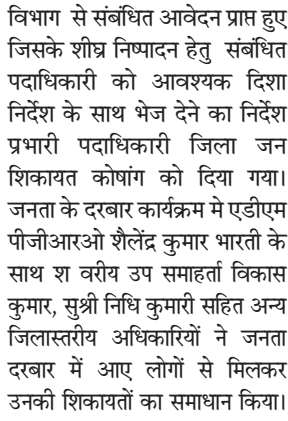 विभाग से संबंधित आवेदन प्राप्त हुए
जिसके शीघ्र निष्पादन हेतु संबंधित
पदाधिकारी को आवश्यक दिशा
निर्देश के साथ भेज देने का निर्देश
प्रभारी पदाधिकारी जिला जन
शिकायत कोषांग को दिया गया।
जनता के दरबार कार्यक्रम मे एडीएम
पीजीआरओ शैलेंद्र कुमार भारती के
साथ श वरीय उप समाहर्ता विकास
कुमार, सुश्री निधि कुमारी सहित अन्य
जिलास्तरीय अधिकारियों ने जनता
दरबार में आए लोगों से मिलकर
उनकी शिकायतों का समाधान किया।